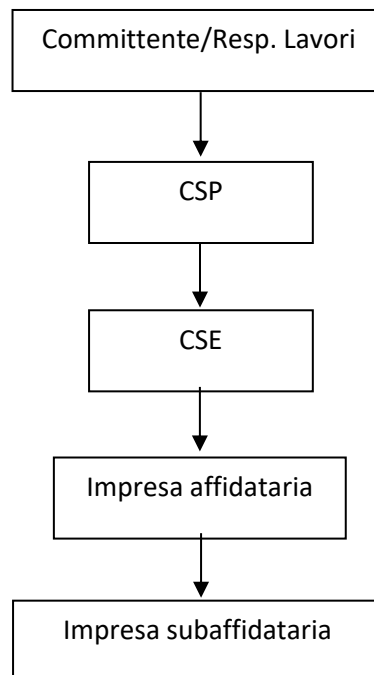 Committente/Resp. Lavori
CSP
CSE
Impresa affidataria
Impresa subaffidataria